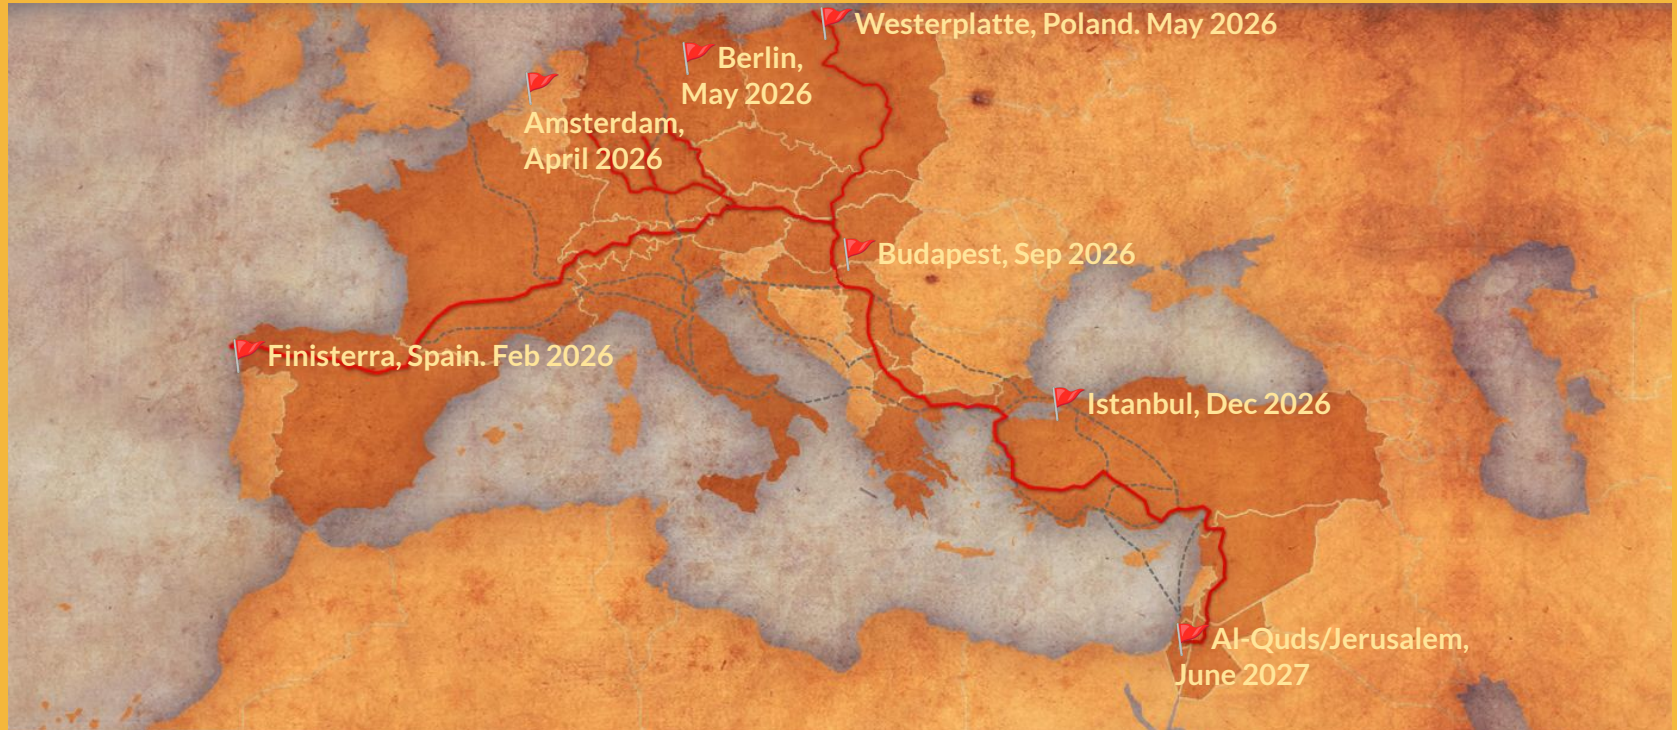 Westerplatte, Poland. May 2026
Berlin,
May 2026
Amsterdam,
April 2026
Budapest, Sep 2026
Finisterra, Spain. Feb 2026
Istanbul, Dec 2026
Al-Quds/Jerusalem,
June 2027